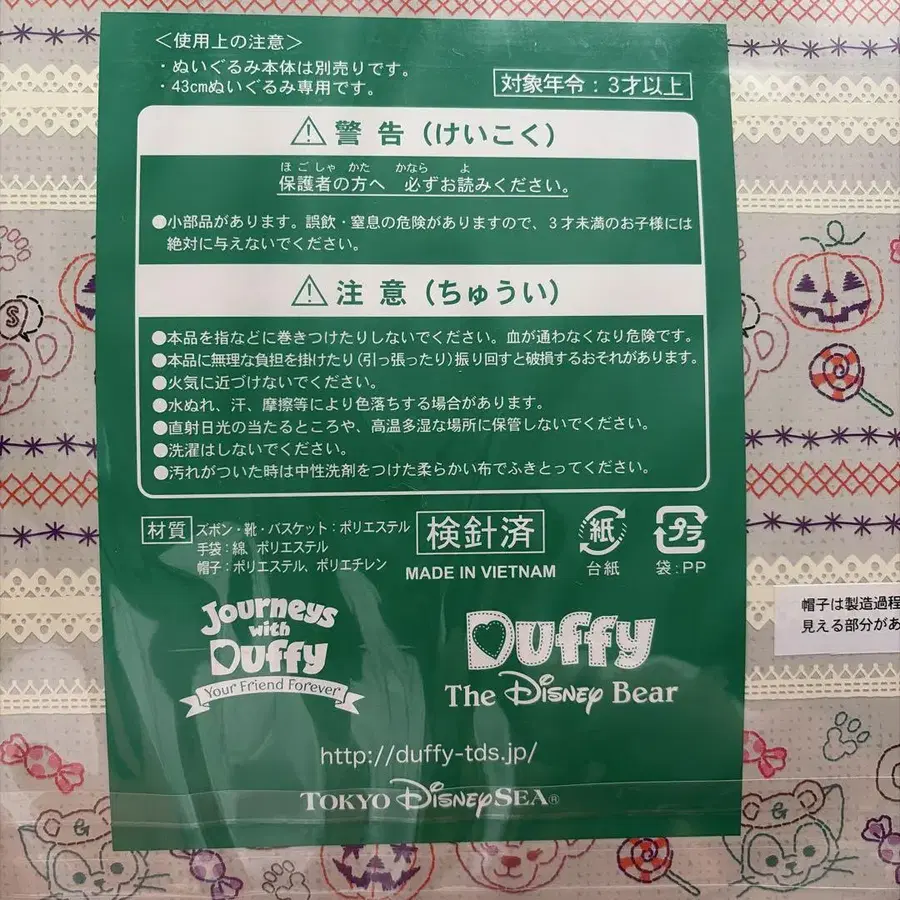 ＜使用上の注意＞
・ぬいぐるみ本体は別売りです。
・43cmぬいぐるみ専用です。
対象年令：3才以上
⚠ 警告（けいこく）
ほごしゃ かた かなら よ
保護者の方へ 必ずお読みください。
●小部品があります。誤飲・窒息の危険がありますので、3才未満のお子様には
絶対に与えないでください。
⚠ 注意（ちゅうい）
●本品を指などに巻きつけたりしないでください。血が通わなくなり危険です。
●本品に無理な負担を掛けたり（引っ張ったり）振り回すと破損するおそれがあります。
●火気に近づけないでください。
●水ぬれ、汗、摩擦等により色落ちする場合があります。
●直射日光の当たるところや、高温多湿な場所に保管しないでください。
●洗濯はしないでください。
●汚れがついた時は中性洗剤をつけた柔らかい布でふきとってください。
材質 ズボン・靴・バスケット：ポリエステル
手袋：綿、ポリエステル
帽子：ポリエステル、ポリエチレン
検針済
MADE IN VIETNAM
紙
台紙
プラ
袋：PP
帽子は製造過程
見える部分があ
Journeys
with
Duffy
Your Friend Forever
Duffy
The Disney Bear
http://duffy-tds.jp/
TOKYO DISNEYSEA®
S
G
G